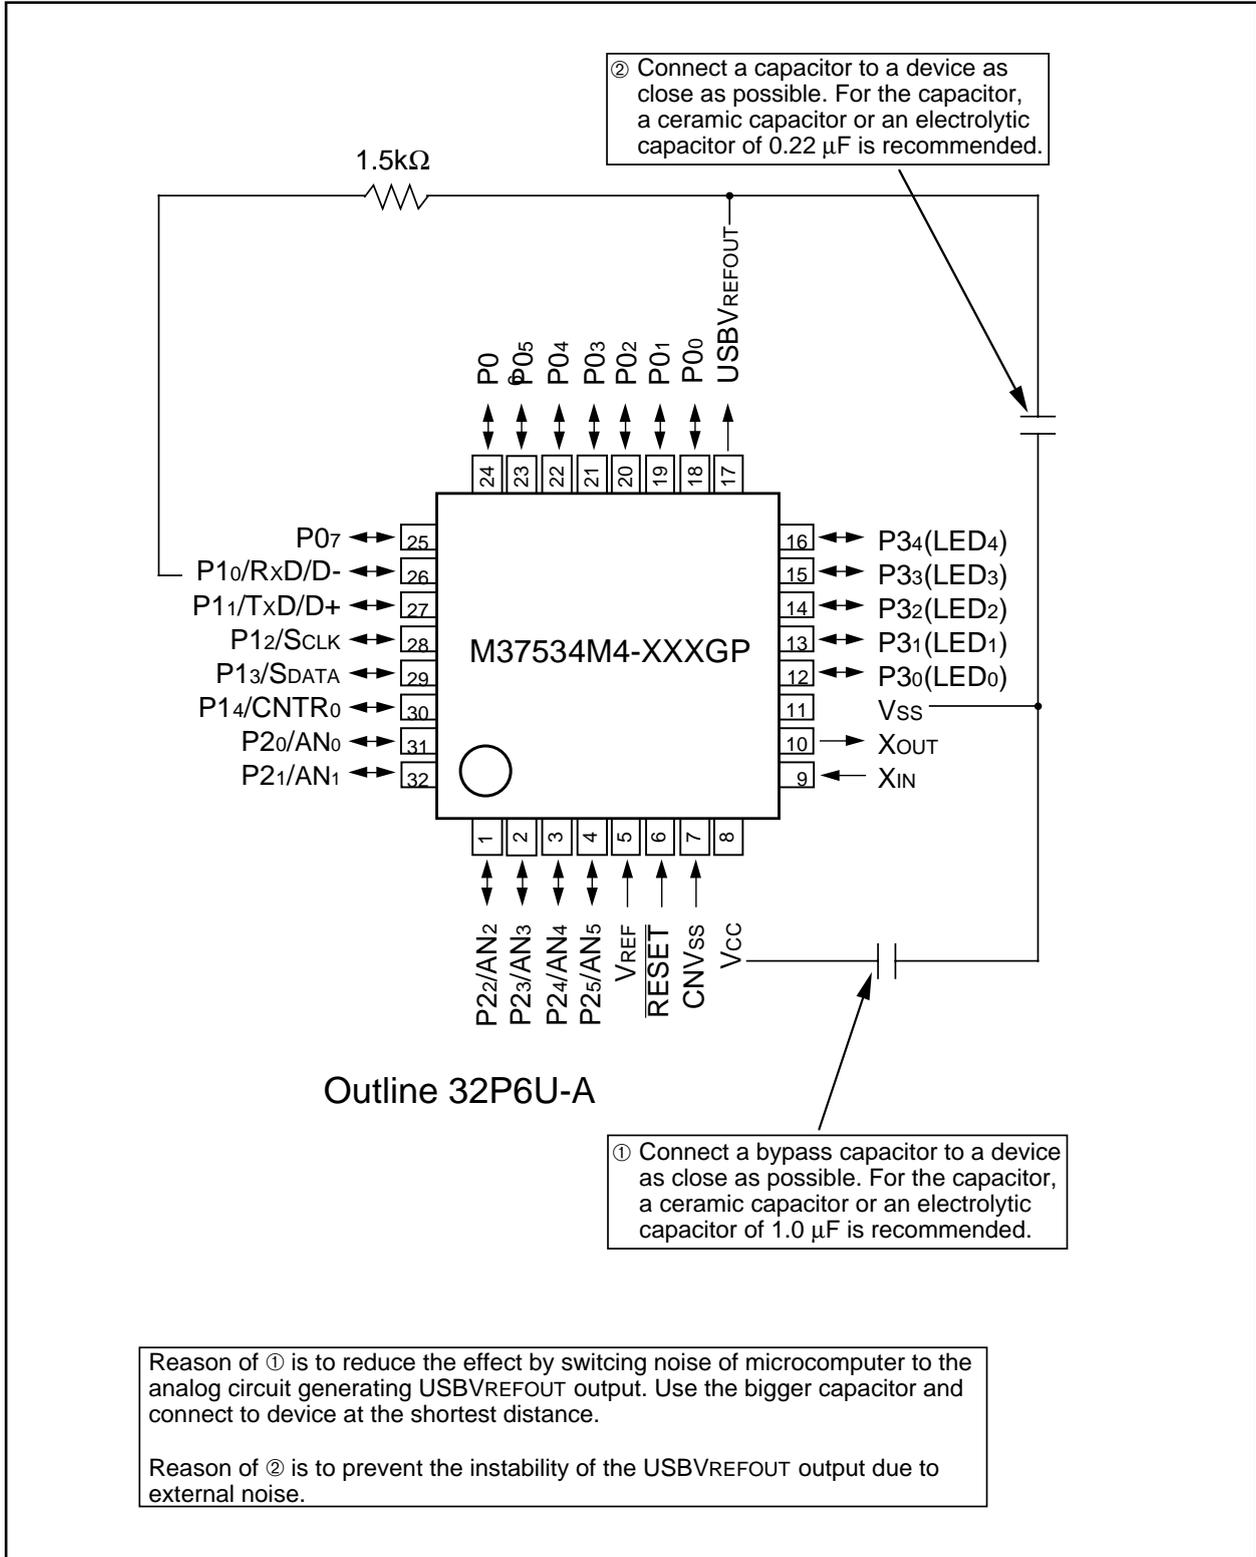 ② Connect a capacitor to a device as
close as possible. For the capacitor,
a ceramic capacitor or an electrolytic
capacitor of 0.22 μF is recommended.
1.5kΩ
USBVREFOUT
P06
P05
P04
P03
P02
P01
P00
24
23
22
21
20
19
18
17
P07
25
P10/RxD/D-
26
P11/TxD/D+
27
P12/SCLK
28
P13/SDATA
29
P14/CNTR0
30
P20/AN0
31
P21/AN1
32
M37534M4-XXXGP
16
P34(LED4)
15
P33(LED3)
14
P32(LED2)
13
P31(LED1)
12
P30(LED0)
11
VSS
10
XOUT
9
XIN
1
2
3
4
5
6
7
8
P22/AN2
P23/AN3
P24/AN4
P25/AN5
VREF
RESET
CNVSS
VCC
Outline 32P6U-A
① Connect a bypass capacitor to a device
as close as possible. For the capacitor,
a ceramic capacitor or an electrolytic
capacitor of 1.0 μF is recommended.
Reason of ① is to reduce the effect by switcing noise of microcomputer to the
analog circuit generating USBVREFOUT output. Use the bigger capacitor and
connect to device at the shortest distance.
Reason of ② is to prevent the instability of the USBVREFOUT output due to
external noise.